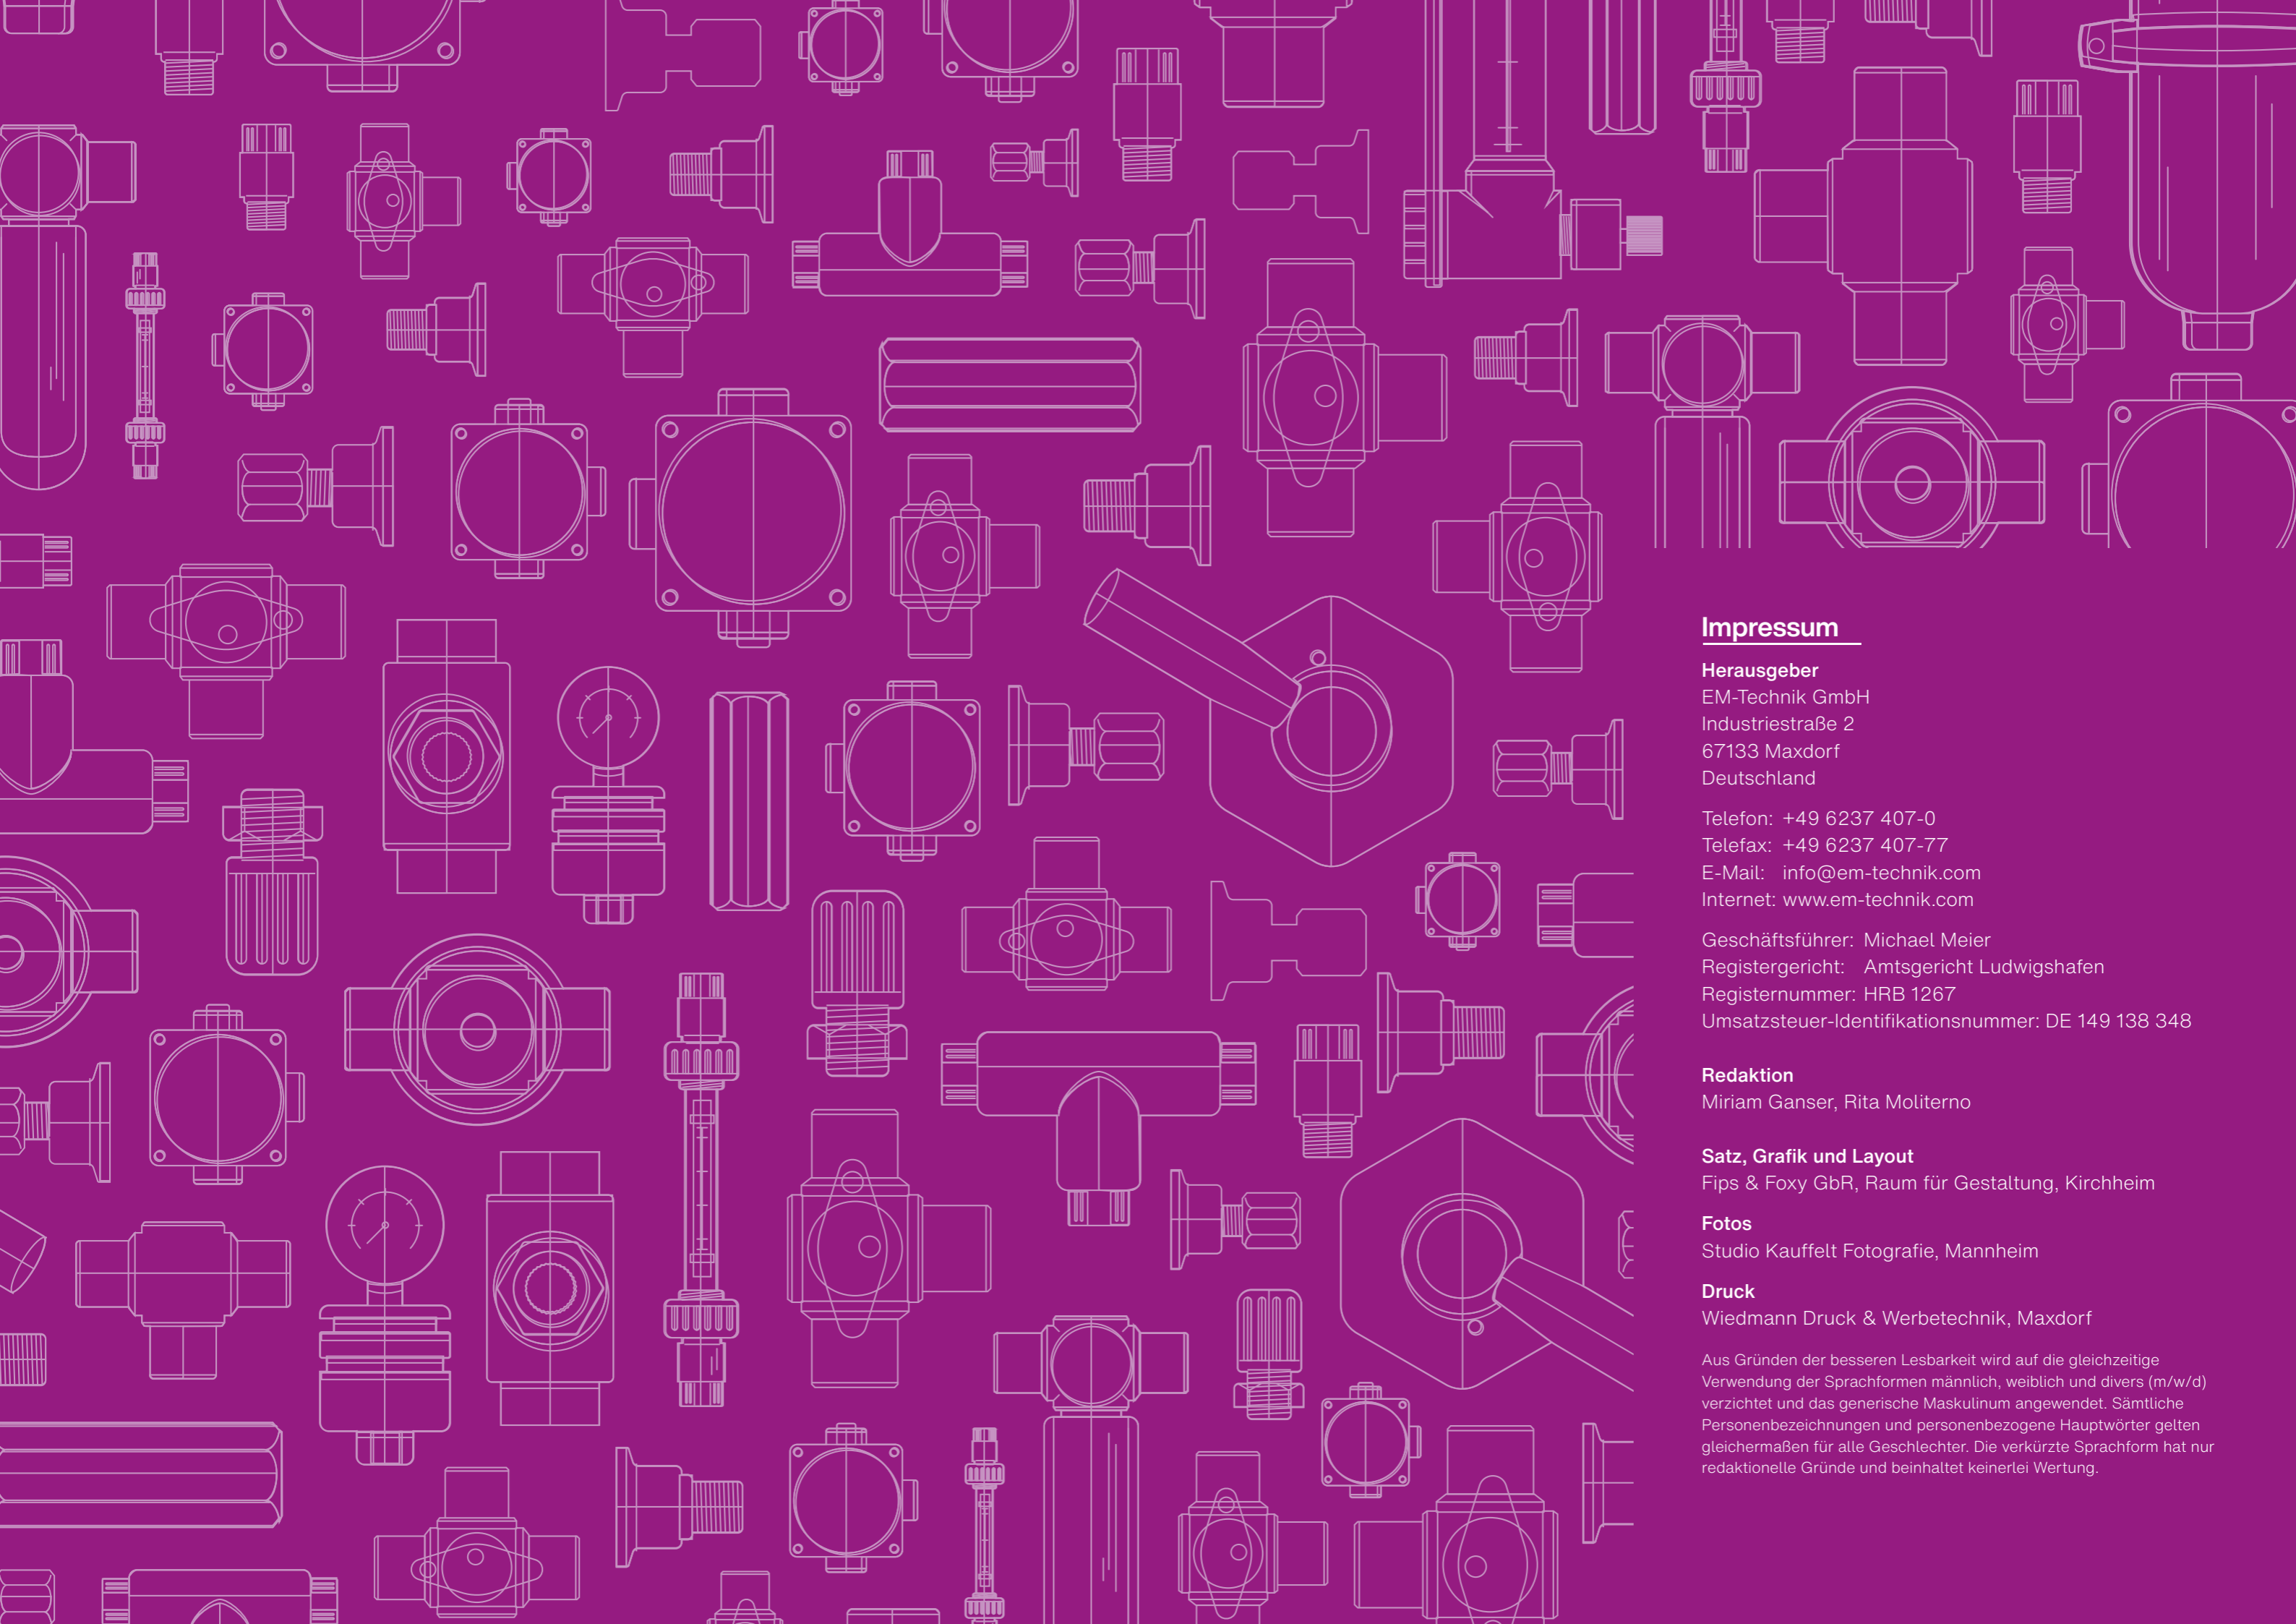 Impressum
Herausgeber
EM-Technik GmbH
Industriestraße 2
67133 Maxdorf
Deutschland
Telefon: +49 6237 407-0
Telefax: +49 6237 407-77
E-Mail: info@em-technik.com
Internet: www.em-technik.com
Geschäftsführer: Michael Meier
Registergericht: Amtsgericht Ludwigshafen
Registernummer: HRB 1267
Umsatzsteuer-Identifikationsnummer: DE 149 138 348
Redaktion
Miriam Ganser, Rita Moliterno
Satz, Grafik und Layout
Fips & Foxy GbR, Raum für Gestaltung, Kirchheim
Fotos
Studio Kauffelt Fotografie, Mannheim
Druck
Wiedmann Druck & Werbetechnik, Maxdorf
Aus Gründen der besseren Lesbarkeit wird auf die gleichzeitige
Verwendung der Sprachformen männlich, weiblich und divers (m/w/d)
verzichtet und das generische Maskulinum angewendet. Sämtliche
Personenbezeichnungen und personenbezogene Hauptwörter gelten
gleichermaßen für alle Geschlechter. Die verkürzte Sprachform hat nur
redaktionelle Gründe und beinhaltet keinerlei Wertung.